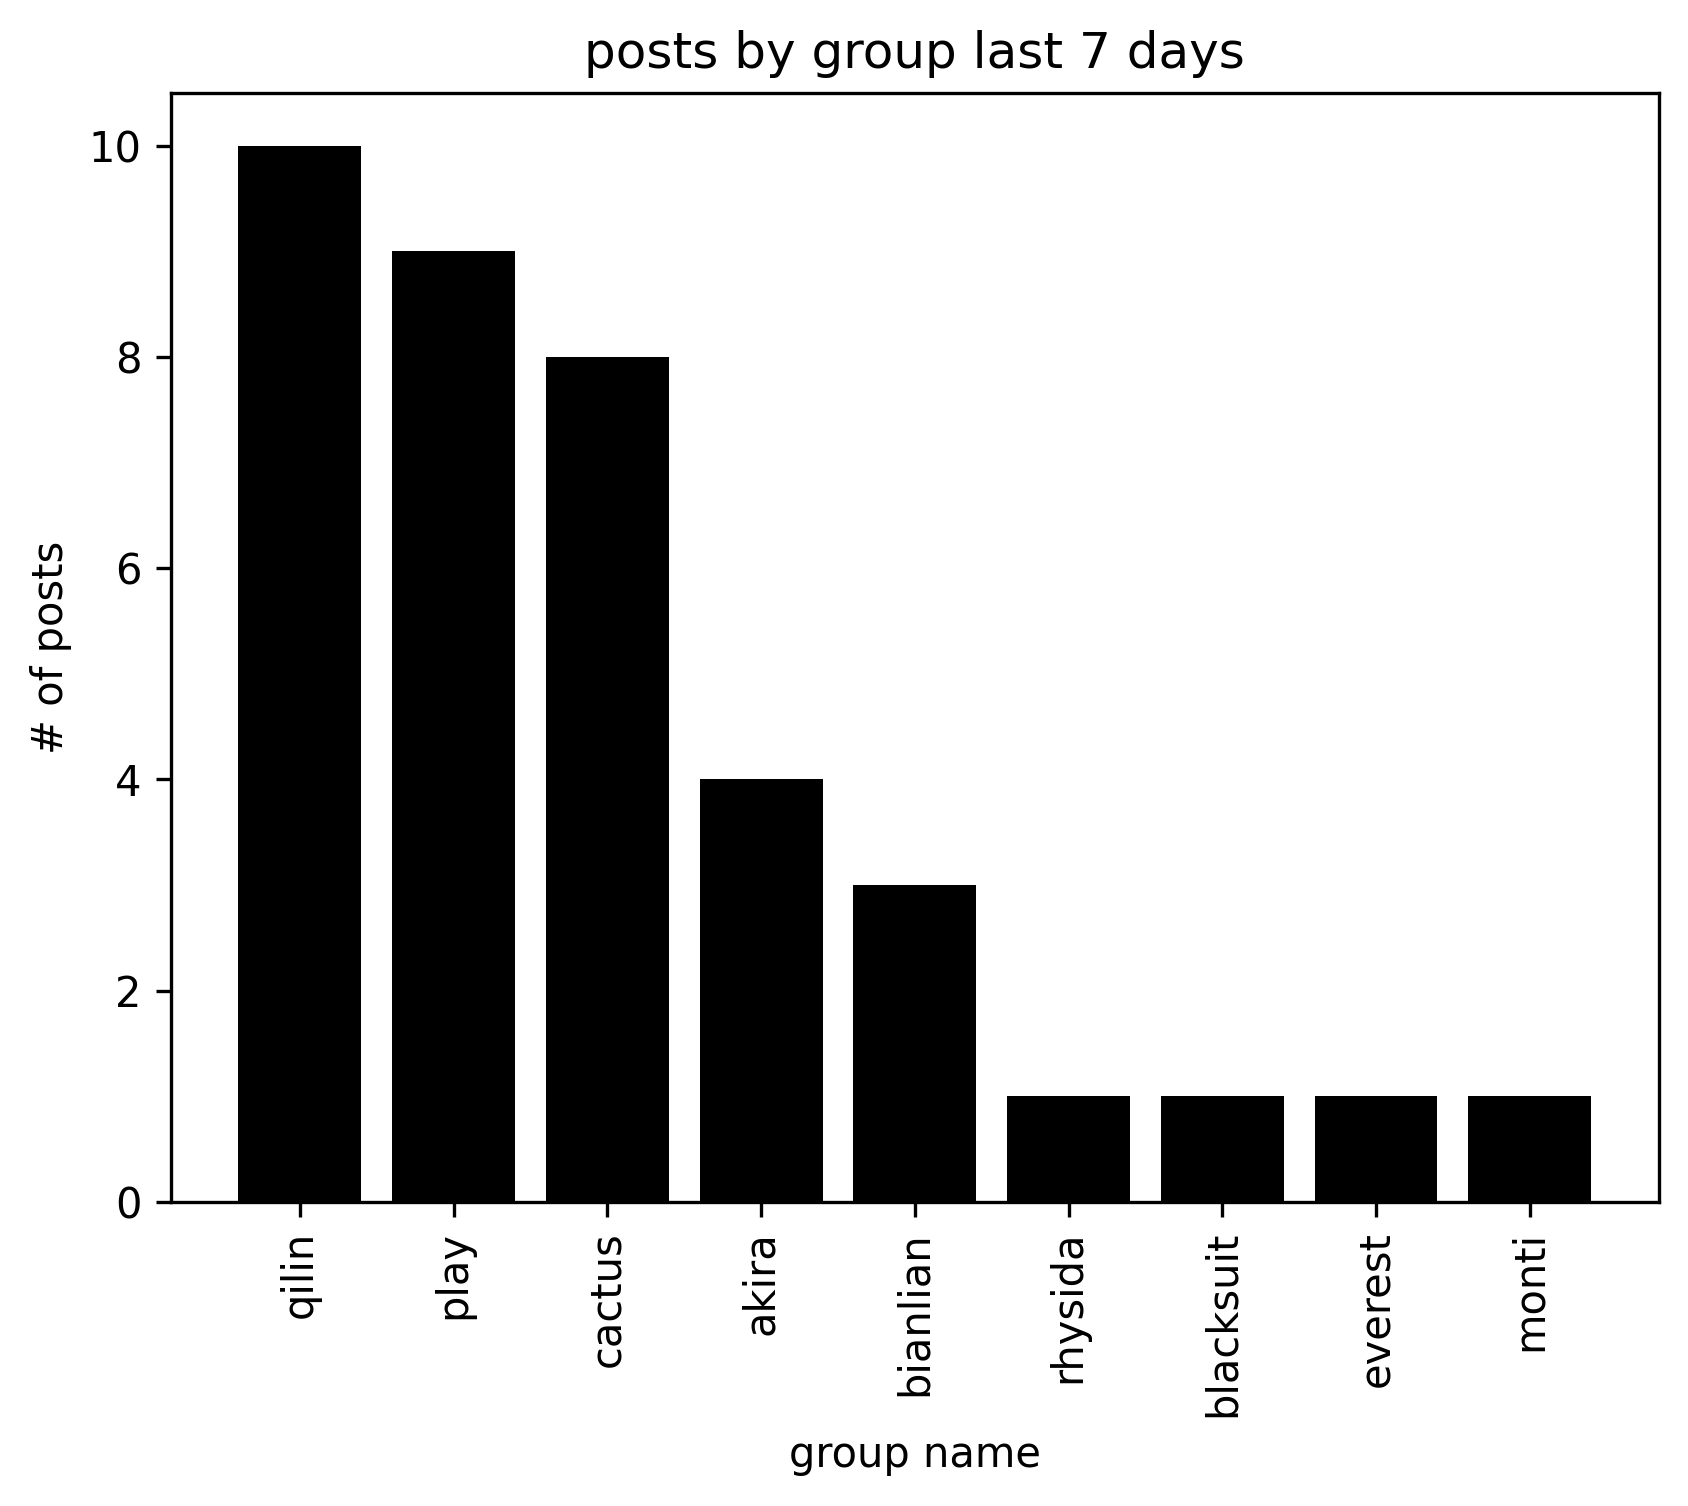 posts by group last 7 days
# of posts
10
8
6
4
2
0
qilin
play
cactus
akira
bianlian
rhysida
blacksuit
everest
monti
group name